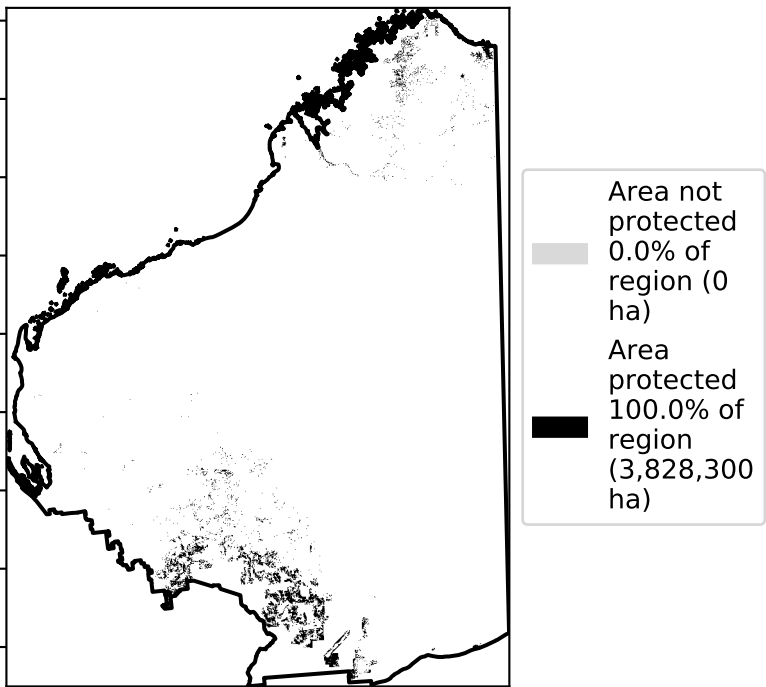 Area not
protected
0.0% of
region (0
ha)
Area
protected
100.0% of
region
(3,828,300
ha)